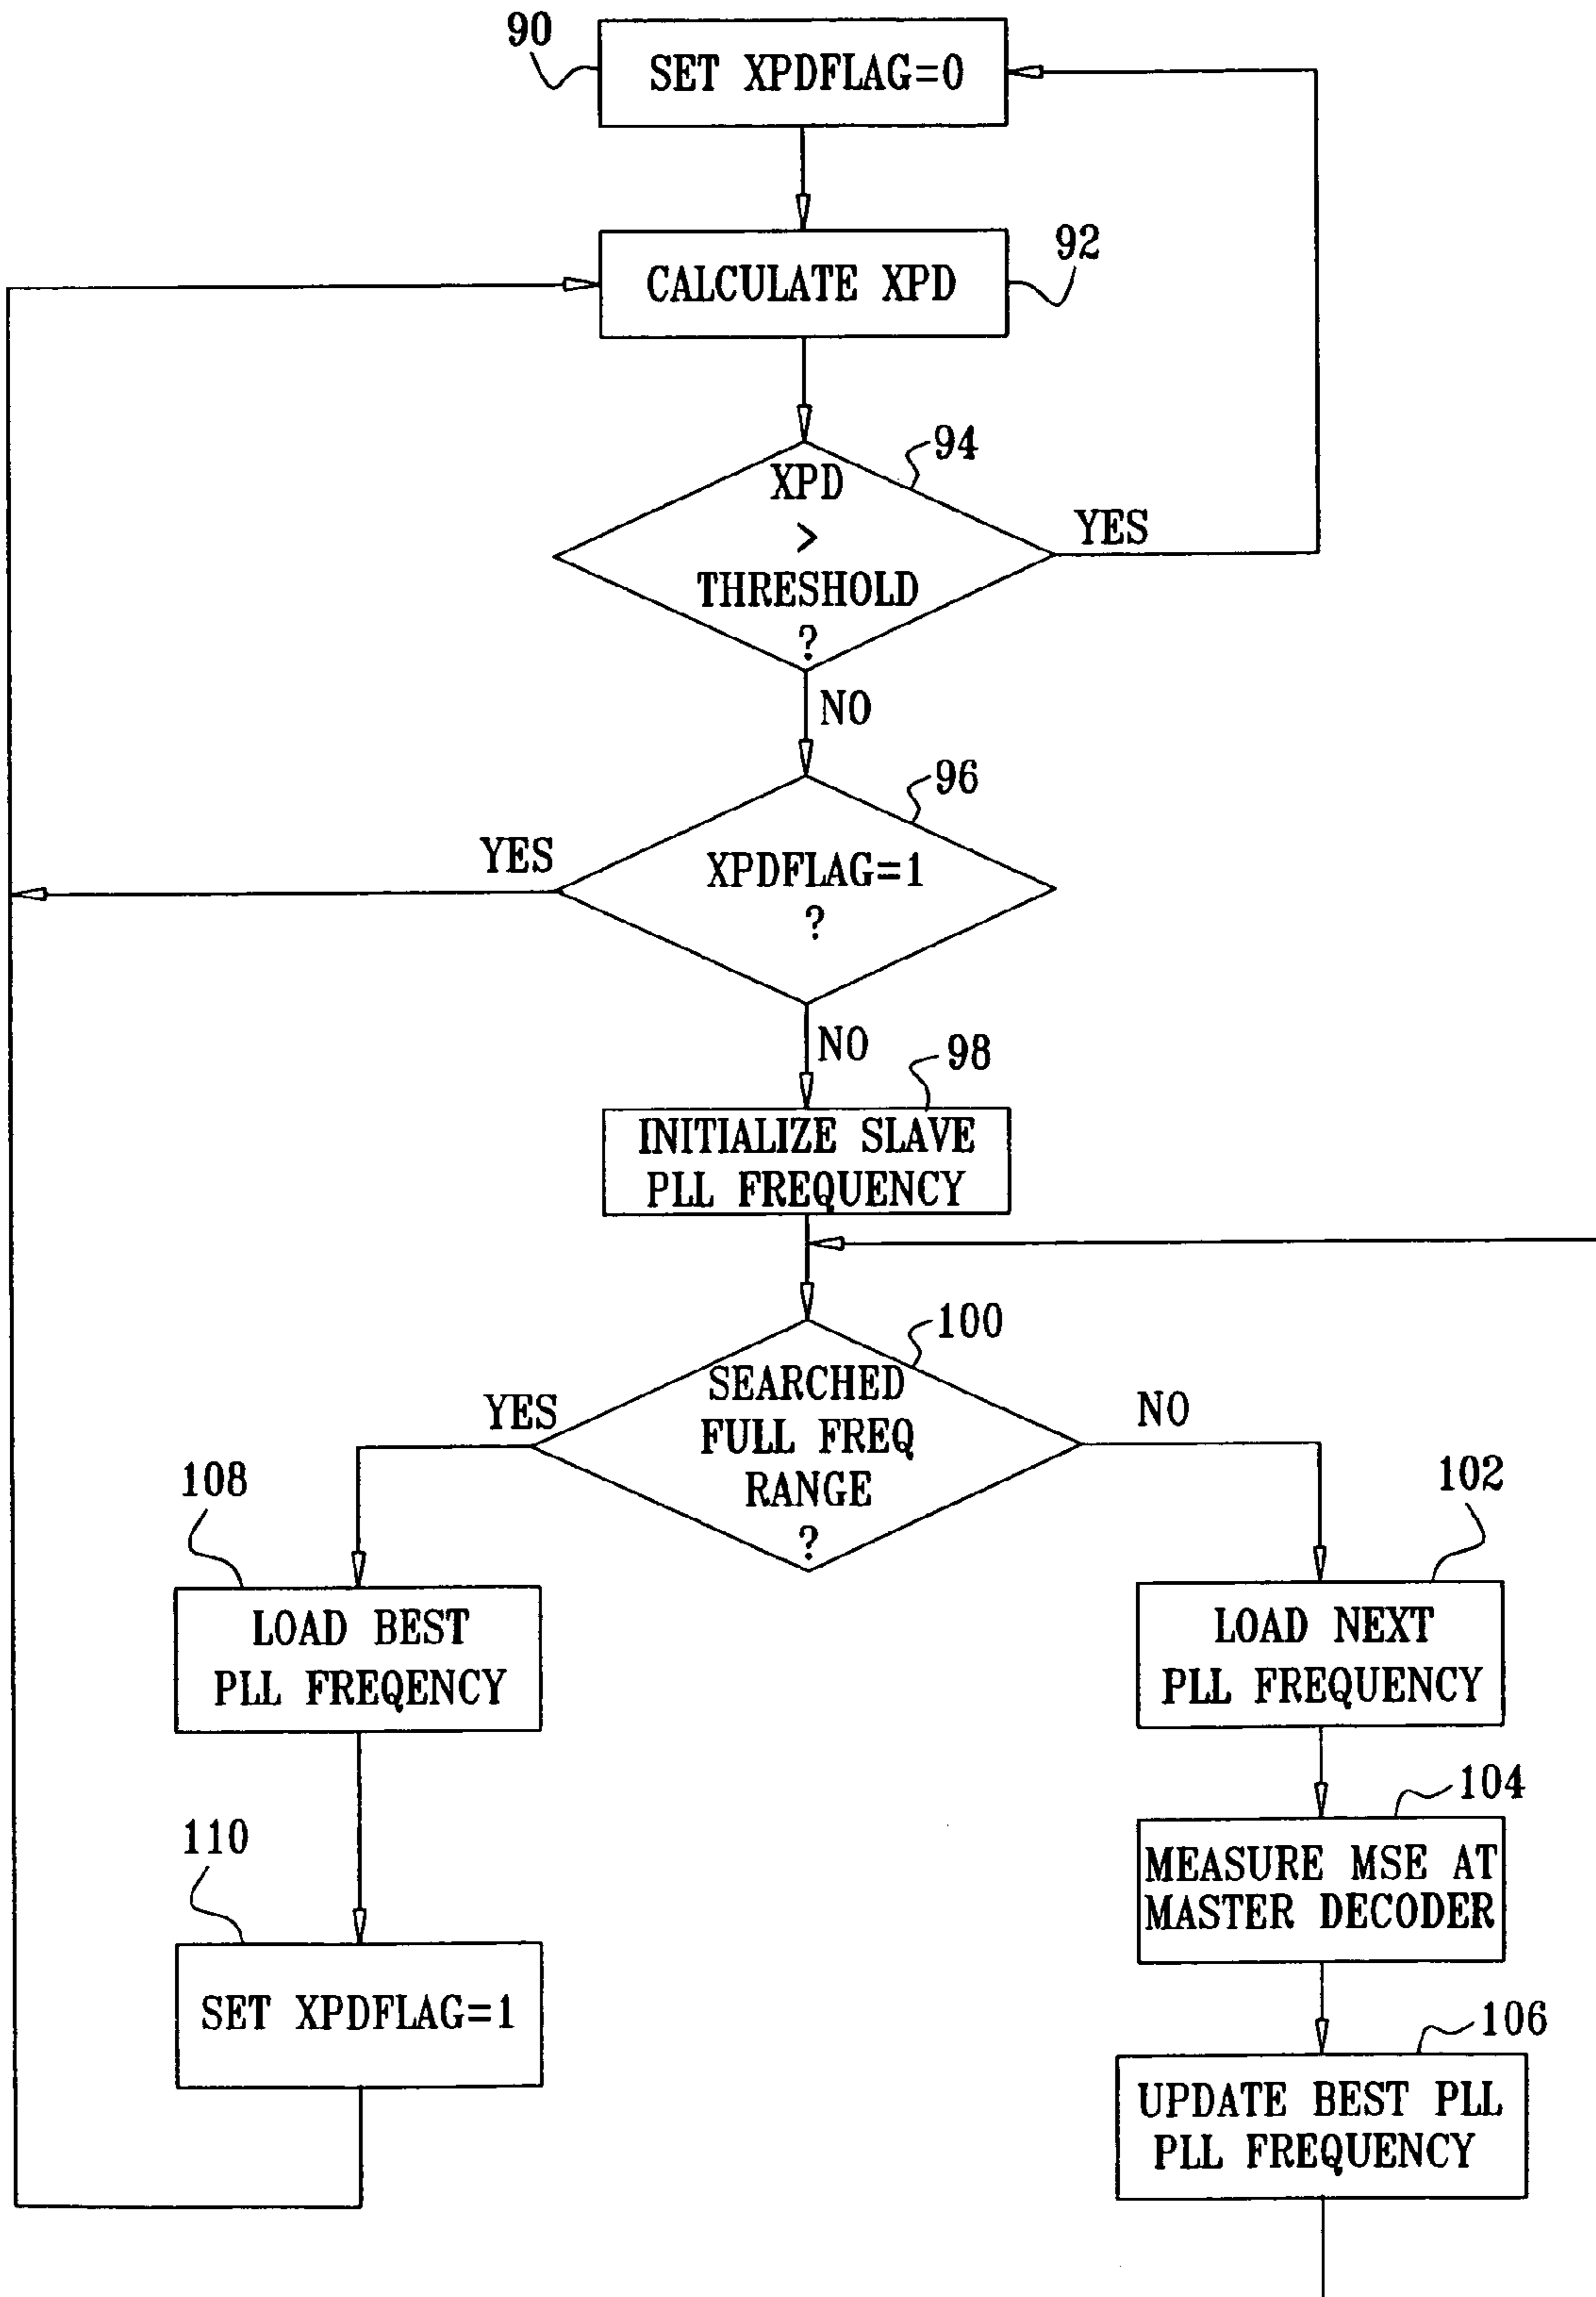 90
SET XPDFLAG=0
92
CALCULATE XPD
94
XPD
>
THRESHOLD
?
YES
NO
96
YES
XPDFLAG=1
?
NO
98
INITIALIZE SLAVE
PLL FREQUENCY
100
YES
SEARCHED
FULL FREQ
RANGE
?
NO
108
LOAD BEST
PLL FREQENCY
102
LOAD NEXT
PLL FREQUENCY
104
MEASURE MSE AT
MASTER DECODER
110
SET XPDFLAG=1
106
UPDATE BEST PLL
PLL FREQUENCY